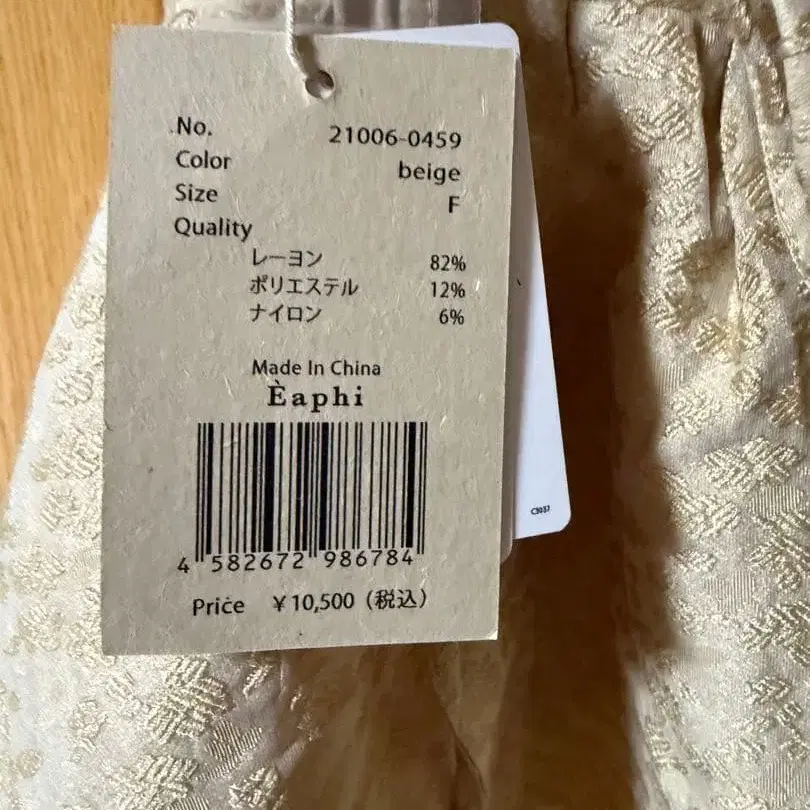 No. 21006-0459
Color beige
Size F
Quality
レーヨン 82%
ポリエステル 12%
ナイロン 6%
Made In China
Èaphi
4 582672 986784
Price ¥10,500（税込）
C3037